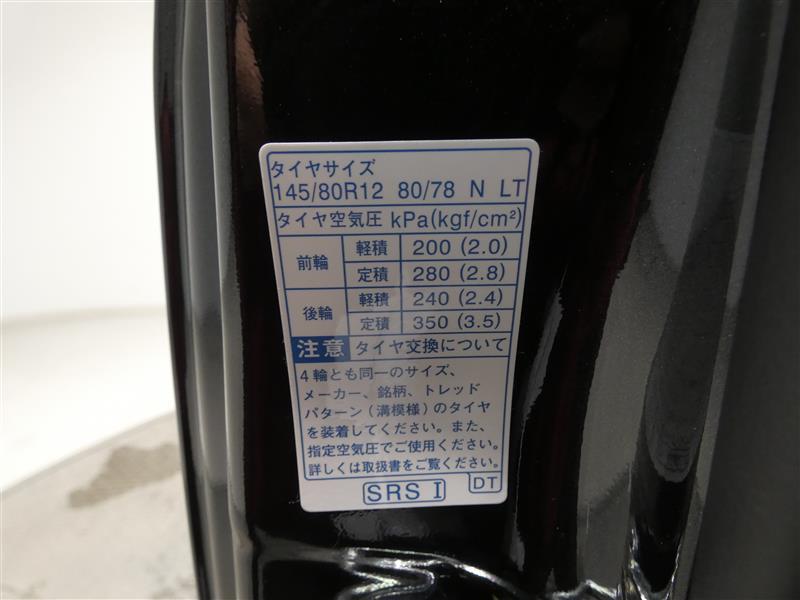 タイヤサイズ
145/80R12 80/78 N LT
タイヤ空気圧 kPa(kgf/cm²)
前輪 軽積 200 (2.0)
定積 280 (2.8)
後輪 軽積 240 (2.4)
定積 350 (3.5)
注意 タイヤ交換について
4輪とも同一のサイズ、
メーカー、銘柄、トレッド
パターン（溝模様）のタイヤ
を装着してください。また、
指定空気圧でご使用ください。
詳しくは取扱書をご覧ください。
SRS I DT